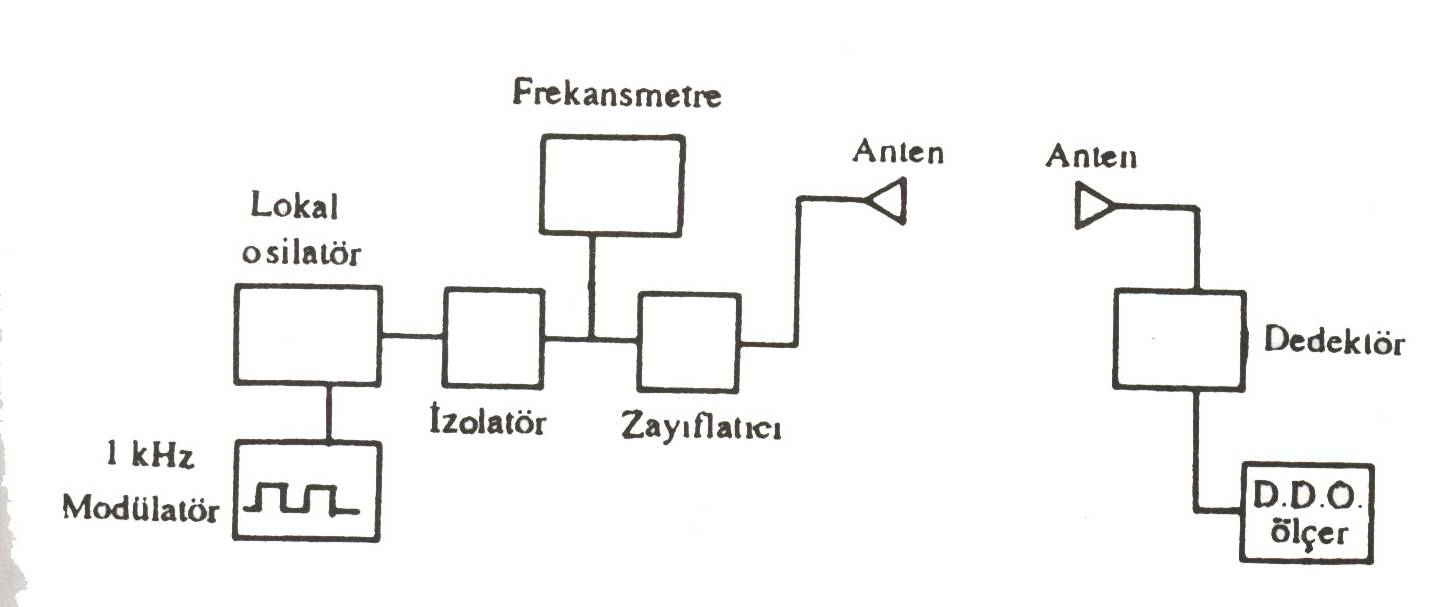 Frekansmetre
Anten
Anten
Lokal
osilatör
Dedektör
İzolatör
Zayıflatıcı
1 kHz
Modülatör
D.D.O.
ölçer